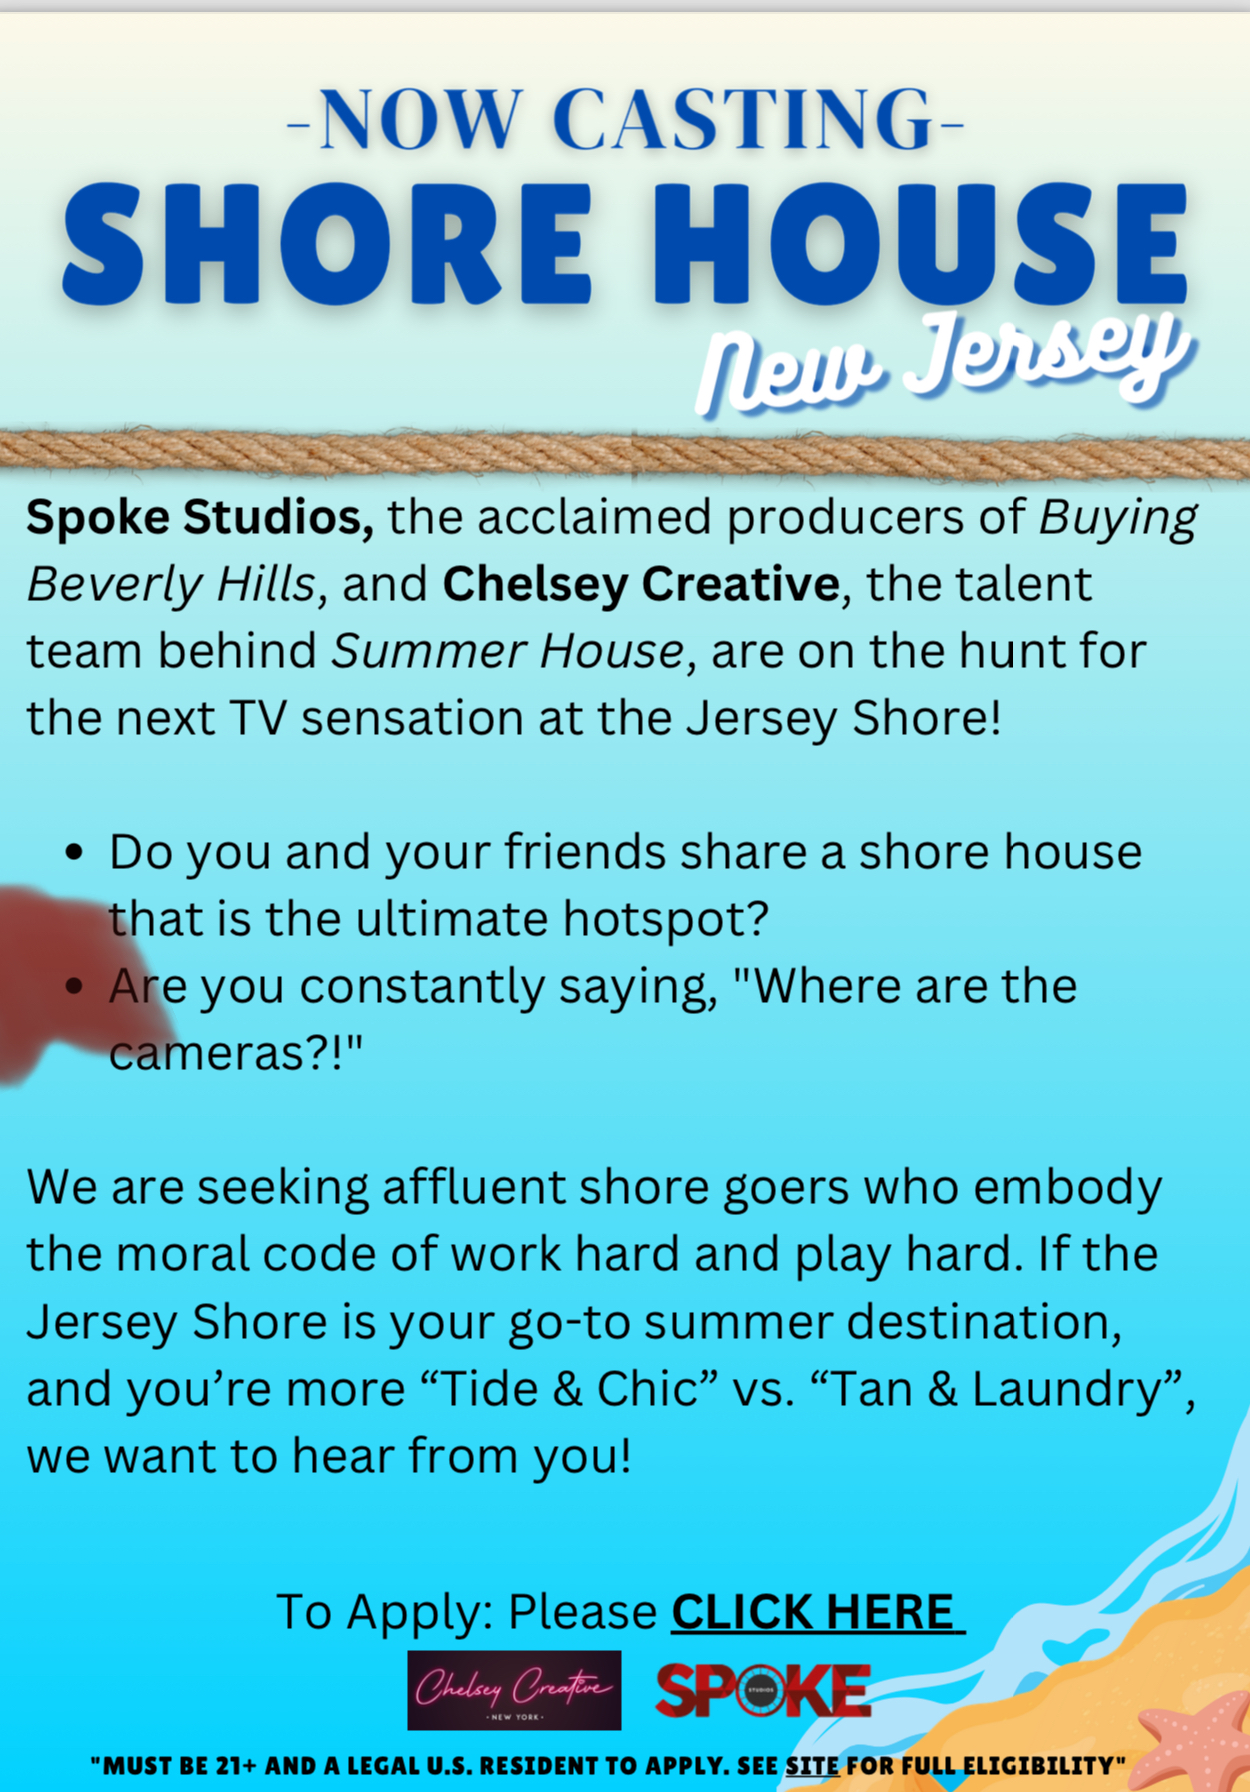 -NOW CASTING-
SHORE HOUSE
New Jersey
Spoke Studios, the acclaimed producers of Buying
Beverly Hills, and Chelsey Creative, the talent
team behind Summer House, are on the hunt for
the next TV sensation at the Jersey Shore!
• Do you and your friends share a shore house
that is the ultimate hotspot?
• Are you constantly saying, "Where are the
cameras?!"
We are seeking affluent shore goers who embody
the moral code of work hard and play hard. If the
Jersey Shore is your go-to summer destination,
and you’re more “Tide & Chic” vs. “Tan & Laundry”,
we want to hear from you!
To Apply: Please CLICK HERE
Chelsey Creative
- NEW YORK -
SPOKE
STUDIOS
"MUST BE 21+ AND A LEGAL U.S. RESIDENT TO APPLY. SEE SITE FOR FULL ELIGIBILITY"